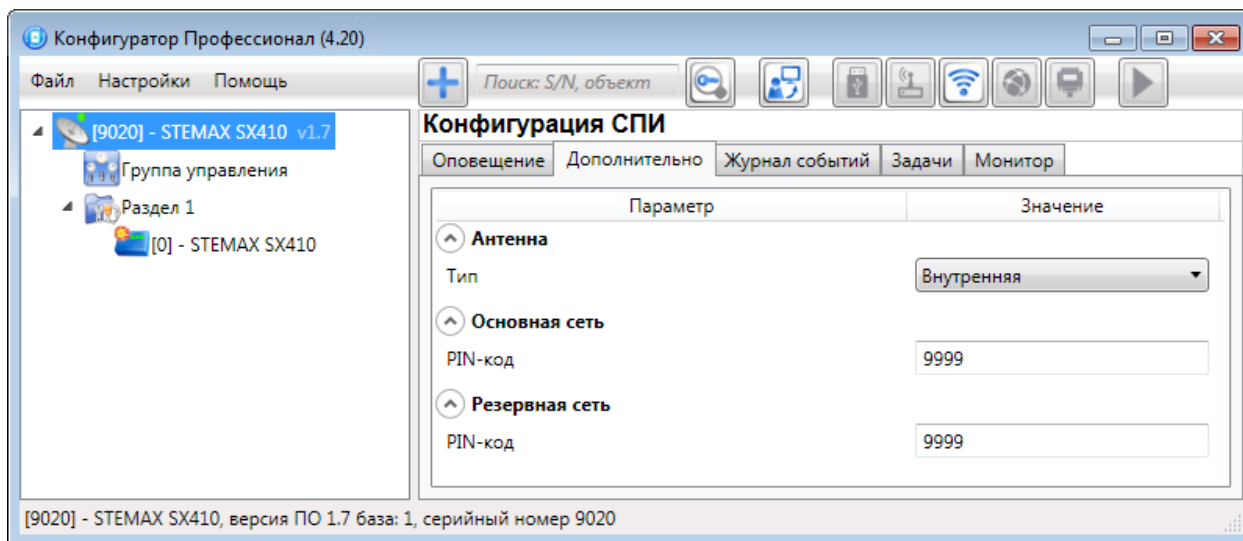 Конфигуратор Профессионал (4.20)
Файл Настройки Помощь Поиск: S/N, объект
[9020] - STEMAX SX410 v1.7
Группа управления
Раздел 1
[0] - STEMAX SX410
Конфигурация СПИ
Оповещение Дополнительно Журнал событий Задачи Монитор
Параметр Значение
Антенна
Тип Внутренняя
Основная сеть
PIN-код 9999
Резервная сеть
PIN-код 9999
[9020] - STEMAX SX410, версия ПО 1.7 база: 1, серийный номер 9020